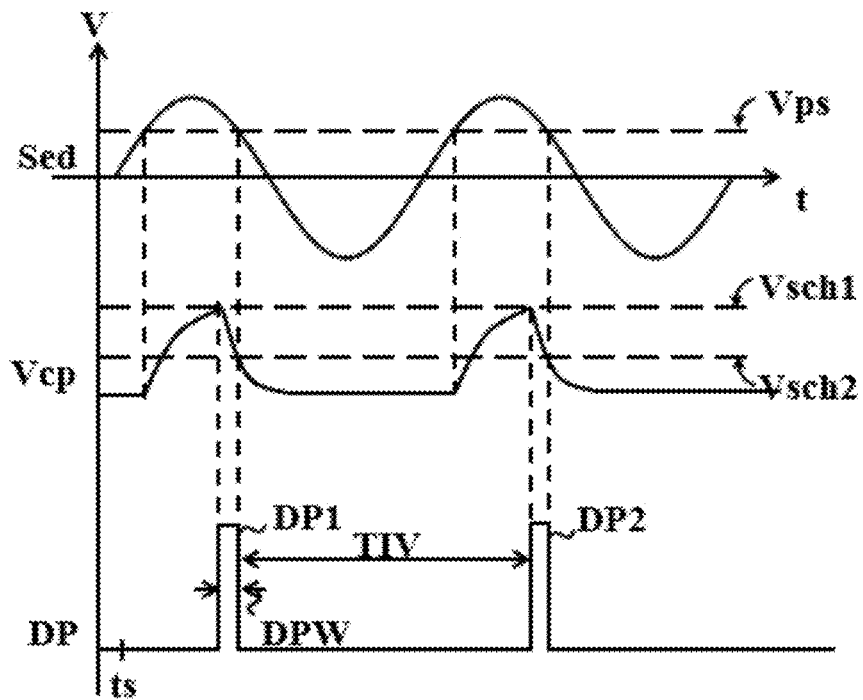 V
Vps
Sed
t
Vsch1
Vcp
Vsch2
DP1
DP2
TIV
DPW
DP
ts